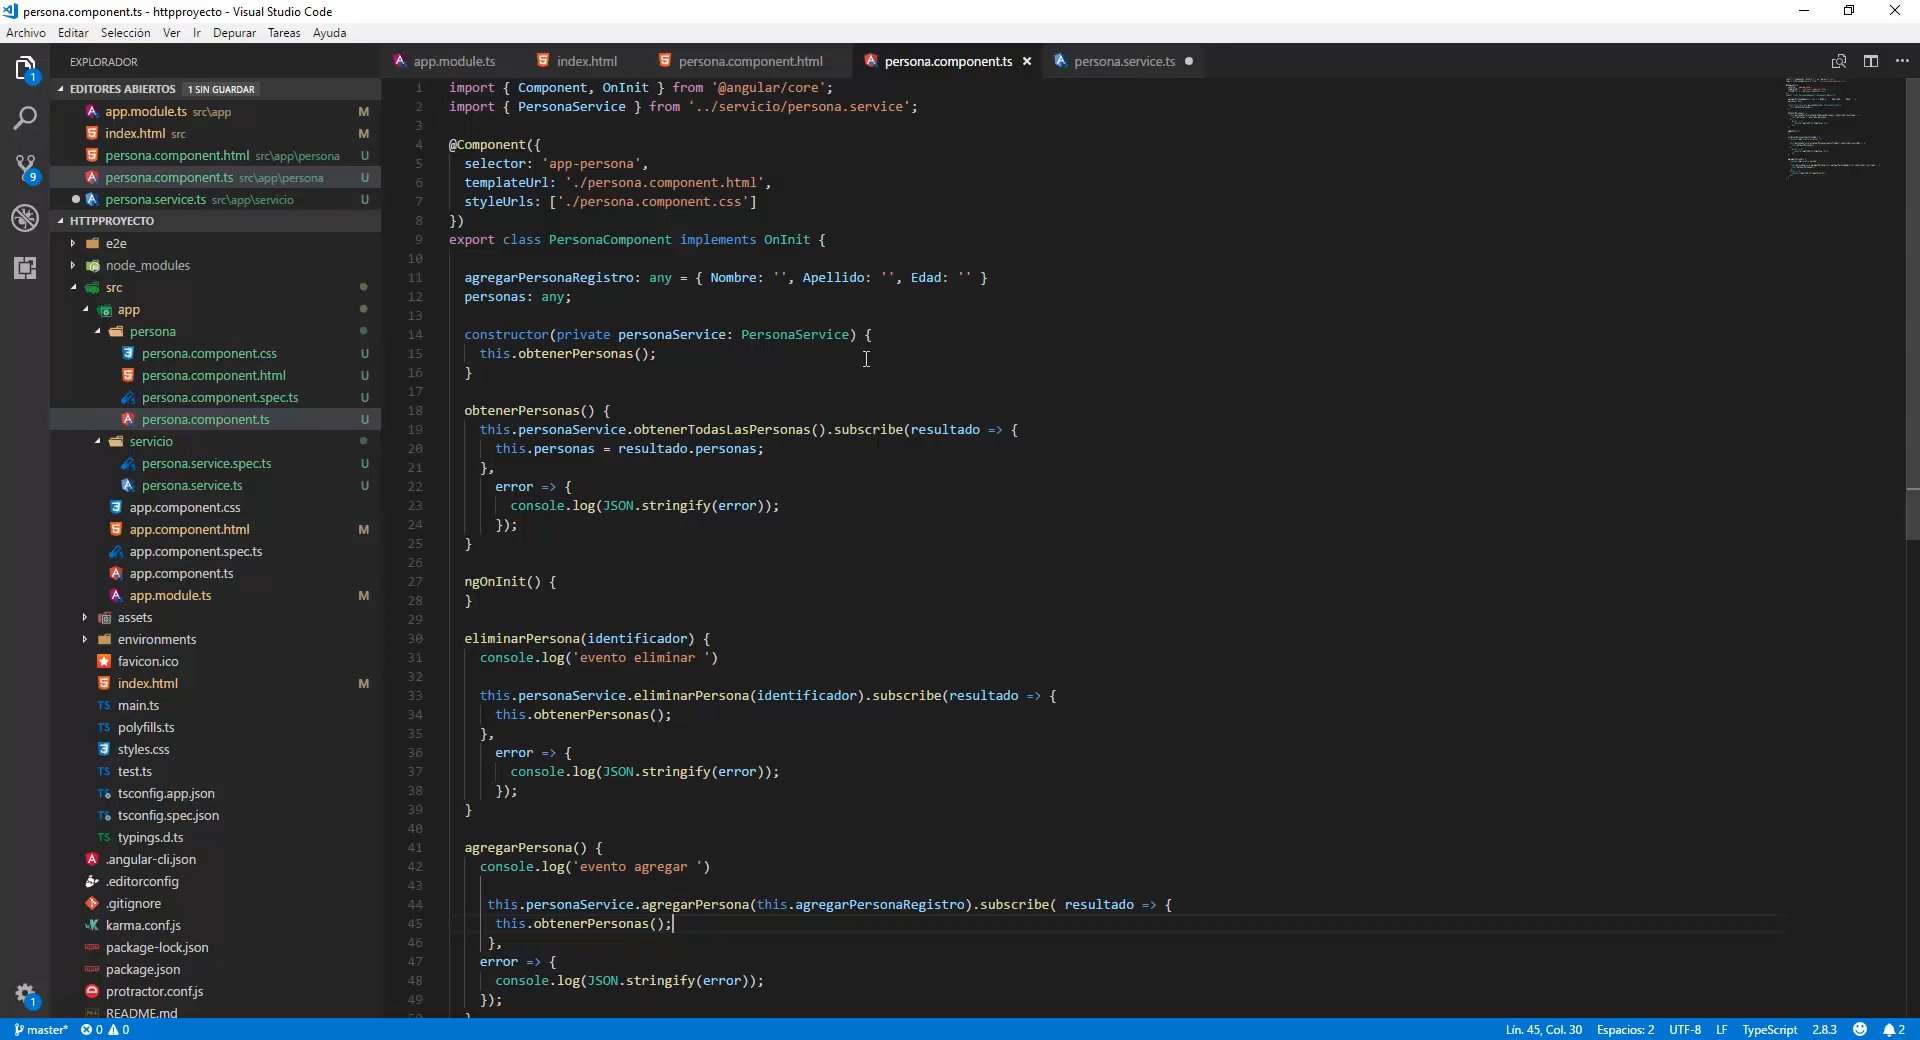 persona.component.ts - httpproyecto - Visual Studio Code
Archivo Editar Selección Ver Ir Depurar Tareas Ayuda
EXPLORADOR
EDITORES ABIERTOS 1 SIN GUARDAR
app.module.ts src\app M
index.html src M
persona.component.html src\app\persona U
persona.component.ts src\app\persona U
persona.service.ts src\app\servicio U
HTTPPROYECTO
e2e
node_modules
src
app
persona
persona.component.css U
persona.component.html U
persona.component.spec.ts U
persona.component.ts U
servicio
persona.service.spec.ts U
persona.service.ts U
app.component.css
app.component.html M
app.component.spec.ts
app.component.ts
app.module.ts M
assets
environments
favicon.ico
index.html M
TS main.ts
TS polyfills.ts
styles.css
TS test.ts
tsconfig.app.json
tsconfig.spec.json
TS typings.d.ts
.angular-cli.json
.editorconfig
.gitignore
karma.conf.js
package-lock.json
package.json
protractor.conf.js
README.md
1
9
1
app.module.ts index.html persona.component.html persona.component.ts persona.service.ts
1 import { Component, OnInit } from '@angular/core';
2 import { PersonaService } from '../servicio/persona.service';
3
4 @Component({
5 selector: 'app-persona',
6 templateUrl: './persona.component.html',
7 styleUrls: ['./persona.component.css']
8 })
9 export class PersonaComponent implements OnInit {
10
11 agregarPersonaRegistro: any = { Nombre: '', Apellido: '', Edad: '' }
12 personas: any;
13
14 constructor(private personaService: PersonaService) {
15 this.obtenerPersonas();
16 }
17
18 obtenerPersonas() {
19 this.personaService.obtenerTodasLasPersonas().subscribe(resultado => {
20 this.personas = resultado.personas;
21 },
22 error => {
23 console.log(JSON.stringify(error));
24 });
25 }
26
27 ngOnInit() {
28 }
29
30 eliminarPersona(identificador) {
31 console.log('evento eliminar ')
32
33 this.personaService.eliminarPersona(identificador).subscribe(resultado => {
34 this.obtenerPersonas();
35 },
36 error => {
37 console.log(JSON.stringify(error));
38 });
39 }
40
41 agregarPersona() {
42 console.log('evento agregar ')
43
44 this.personaService.agregarPersona(this.agregarPersonaRegistro).subscribe( resultado => {
45 this.obtenerPersonas();
46 },
47 error => {
48 console.log(JSON.stringify(error));
49 });
master* 0 0 Lín. 45, Col. 30 Espacios: 2 UTF-8 LF TypeScript 2.8.3 2